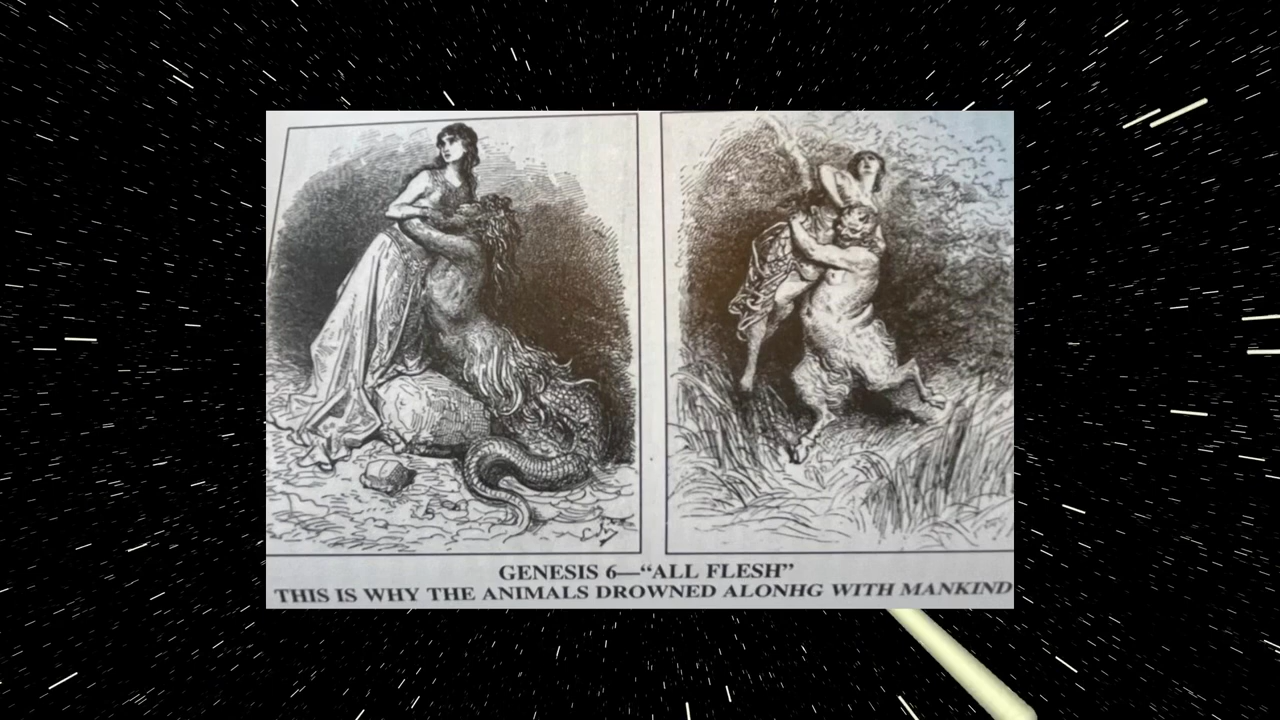 GENESIS 6—“ALL FLESH”
THIS IS WHY THE ANIMALS DROWNED ALONHG WITH MANKIND